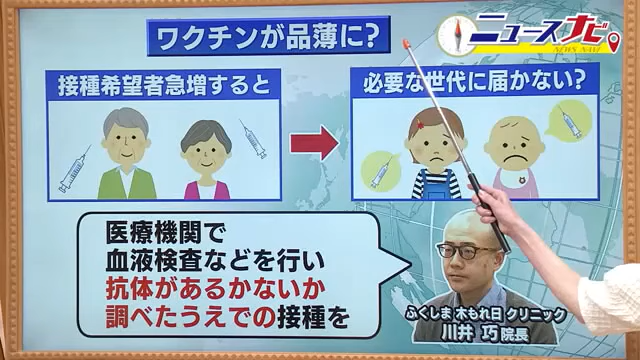 ワクチンが品薄に?
ニュースナビ
NEWS NAVI
接種希望者急増すると
必要な世代に届かない?
医療機関で
血液検査などを行い
抗体があるかないか
調べたうえでの接種を
ふくしま 木もれ日 クリニック
川井 巧 院長